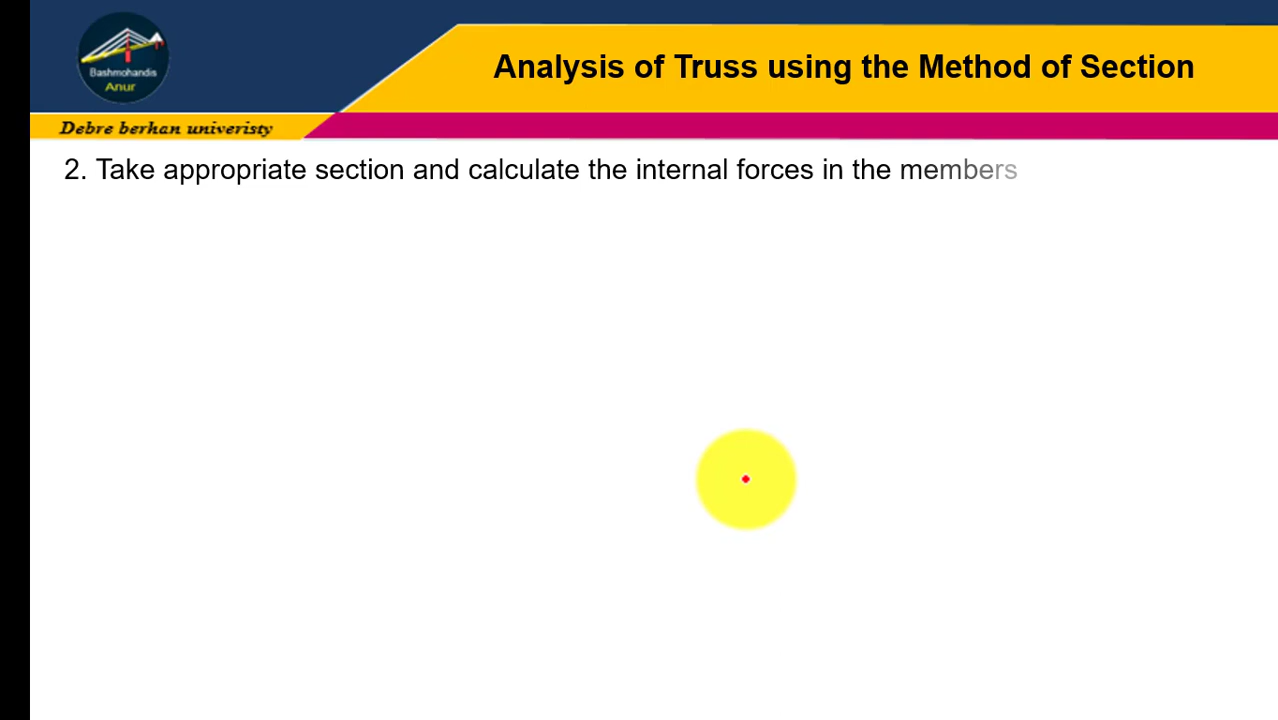 Bashmohandis
Anur
Analysis of Truss using the Method of Section
Debre berhan univeristy
2. Take appropriate section and calculate the internal forces in the members